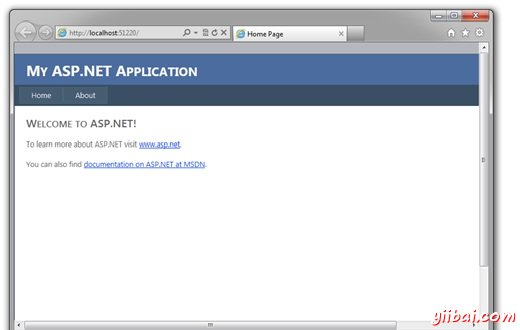 http://localhost:51220/
Home Page
My ASP.NET Application
Home
About
Welcome to ASP.NET!
To learn more about ASP.NET visit www.asp.net.
You can also find documentation on ASP.NET at MSDN.
yiibai.com